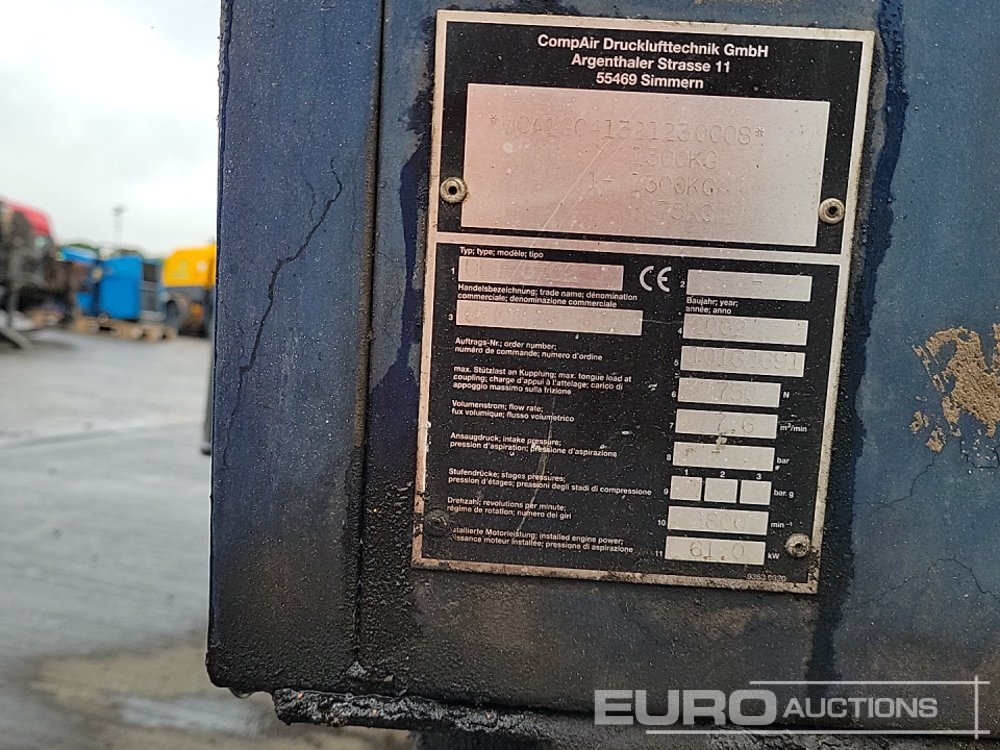 CompAir Drucklufttechnik GmbH
Argenthaler Strasse 11
55469 Simmern
1300KG
1- 1300KG
75KG
Typ; type; modèle; tipo
1
CE
2
Handelsbezeichnung; trade name; dénomination
commerciale; denominazione commerciale
Baujahr; year;
année; anno
3
4
Auftrags-Nr.; order number;
numéro de commande; numero d'ordine
5
max. Stützlast an Kupplung; max. tongue load at
coupling; charge d'appui à l'attelage; carico di
appoggio massimo sulla frizione
6 N
Volumenstrom; flow rate;
flux volumique; flusso volumetrico
7 7.6 m³/min
Ansaugdruck; intake pressure;
pression d'aspiration; pressione d'aspirazione
8 bar
1 2 3
Stufendrücke; stages pressures;
pression d'étages; pressioni degli stadi di compressione
9 bar. g
Drehzahl; revolutions per minute;
régime de rotation; numero dei giri
10 min⁻¹
installed engine power;
moteur installée; pressione di aspirazione
11 61.0 kW
EURO AUCTIONS